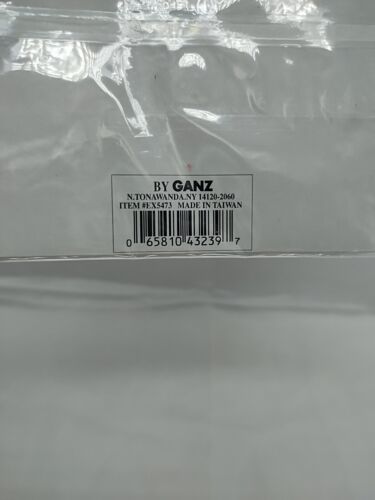 BY GANZ
N.TONAWANDA.NY 14120-2060
ITEM #EX5473 MADE IN TAIWAN
0 65810 43239 7